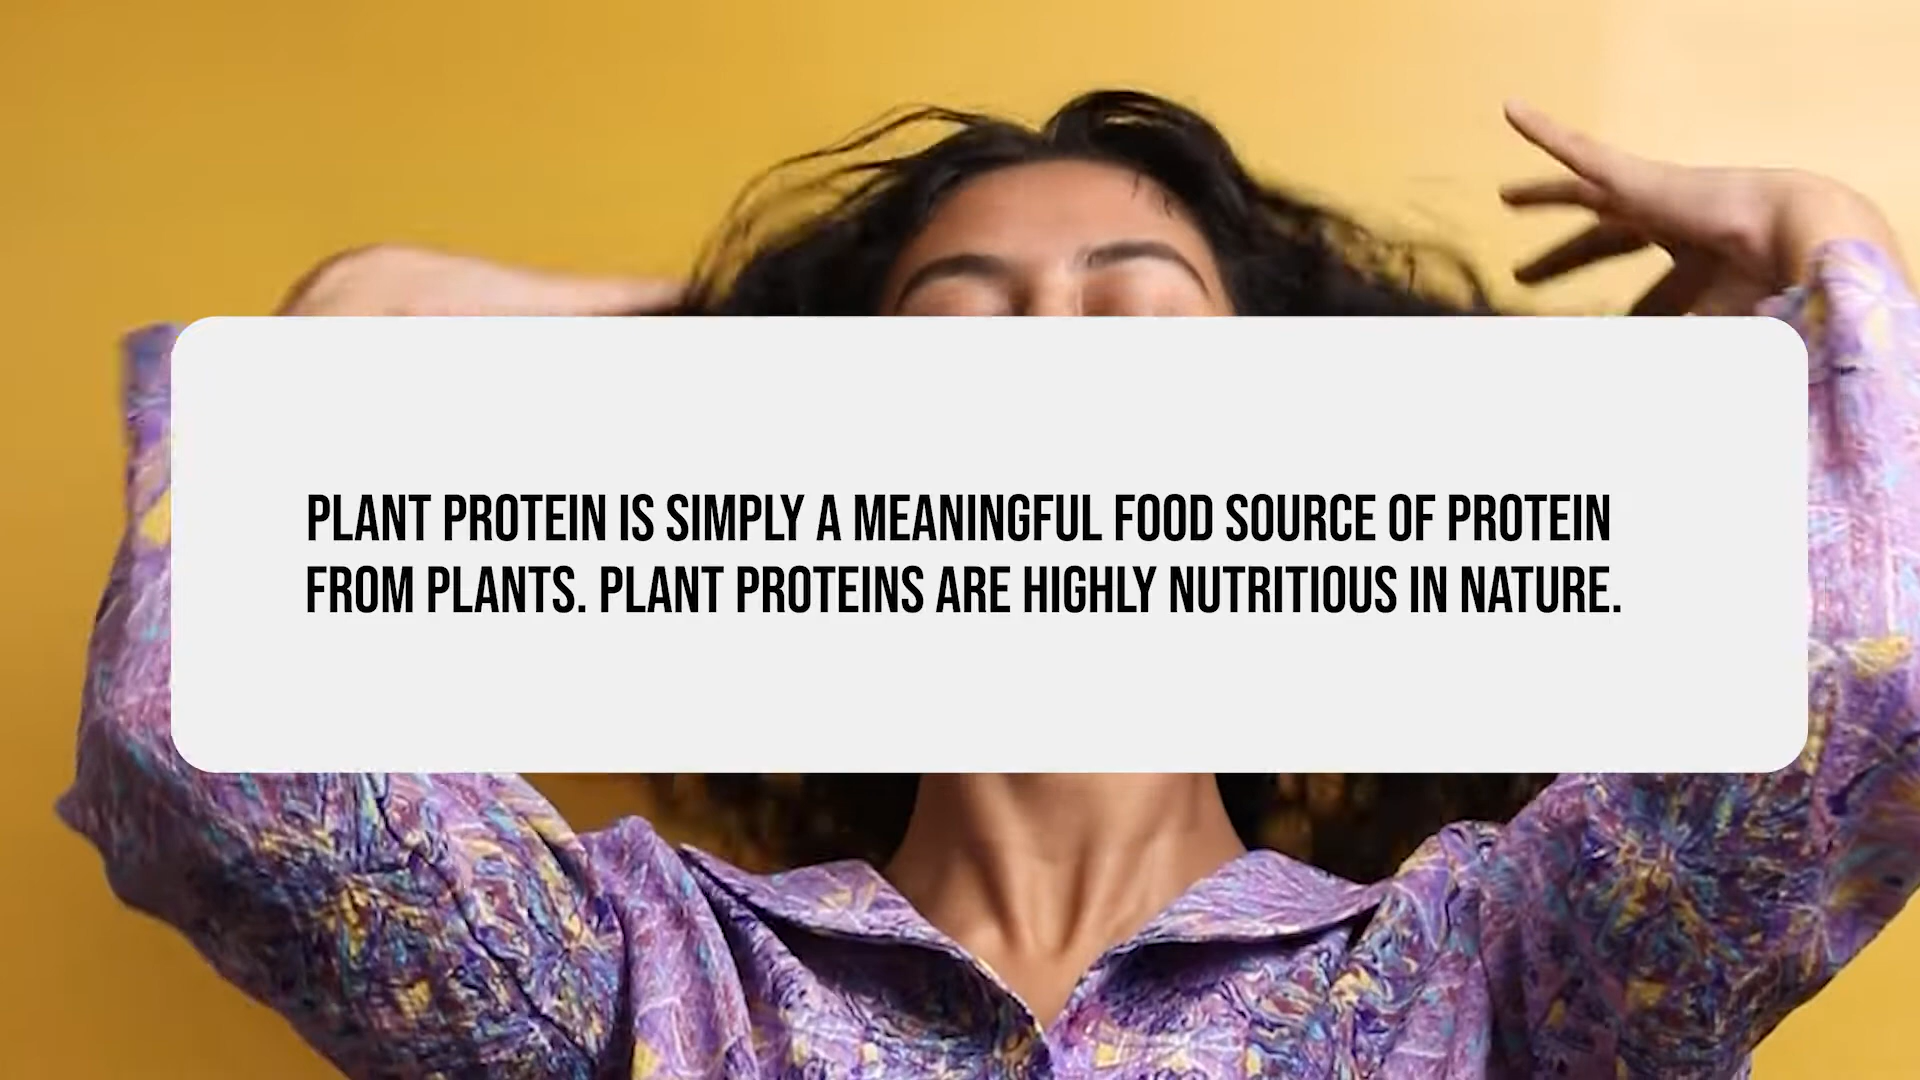 PLANT PROTEIN IS SIMPLY A MEANINGFUL FOOD SOURCE OF PROTEIN
FROM PLANTS. PLANT PROTEINS ARE HIGHLY NUTRITIOUS IN NATURE.